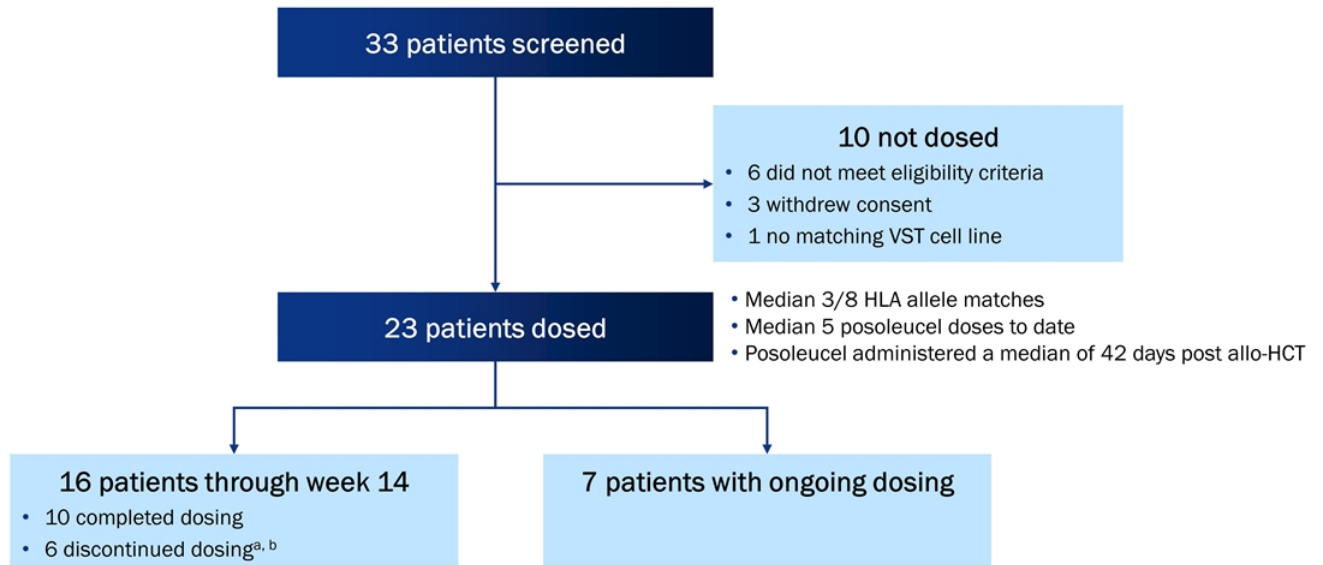 33 patients screened
10 not dosed
• 6 did not meet eligibility criteria
• 3 withdrew consent
• 1 no matching VST cell line
23 patients dosed
• Median 3/8 HLA allele matches
• Median 5 posoleucel doses to date
• Posoleucel administered a median of 42 days post allo-HCT
16 patients through week 14
• 10 completed dosing
• 6 discontinued dosingᵃ, ᵇ
7 patients with ongoing dosing